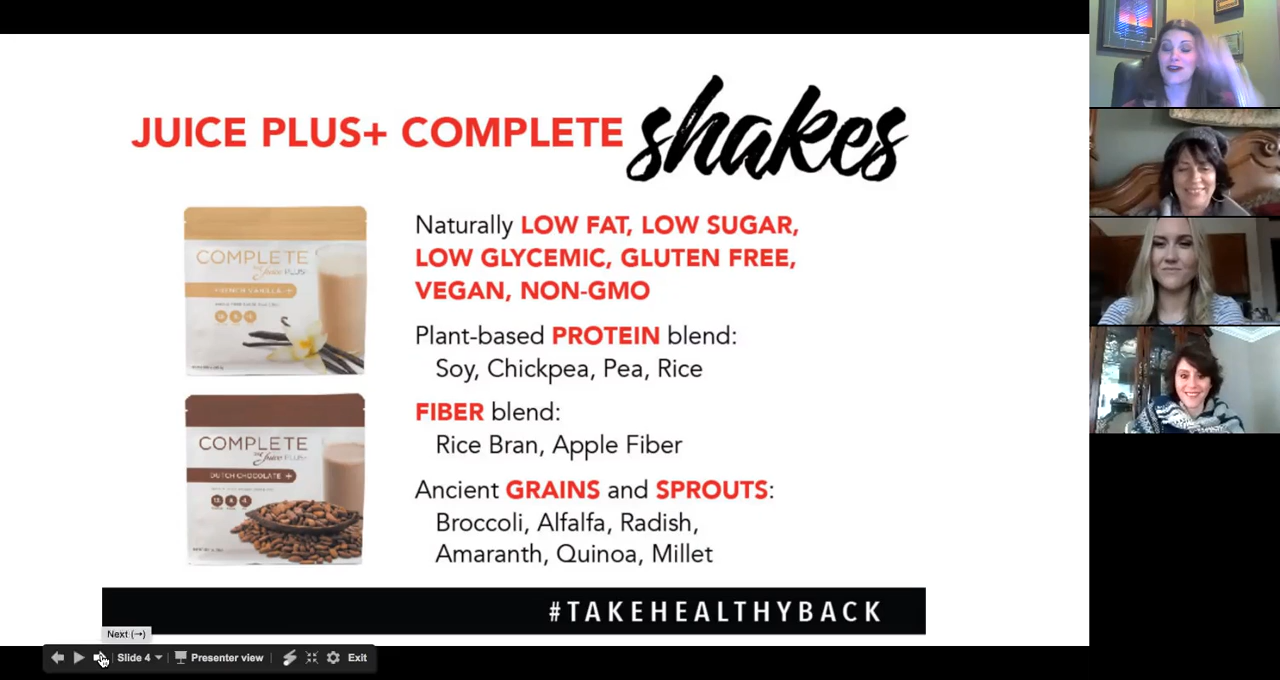 JUICE PLUS+ COMPLETE shakes
Naturally LOW FAT, LOW SUGAR,
LOW GLYCEMIC, GLUTEN FREE,
VEGAN, NON-GMO
Plant-based PROTEIN blend:
Soy, Chickpea, Pea, Rice
FIBER blend:
Rice Bran, Apple Fiber
Ancient GRAINS and SPROUTS:
Broccoli, Alfalfa, Radish,
Amaranth, Quinoa, Millet
COMPLETE
Juice PLUS+
FRENCH VANILLA +
COMPLETE
Juice PLUS+
DUTCH CHOCOLATE +
#TAKEHEALTHYBACK
Next (→)
Slide 4
Presenter view
Exit